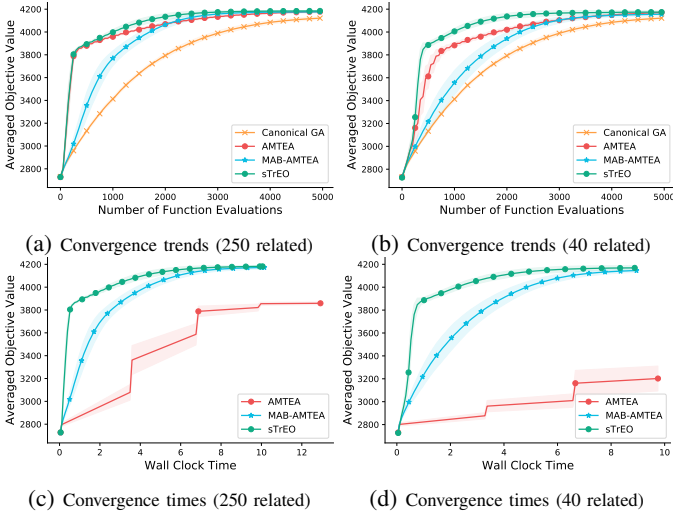 4200
4000
3800
3600
3400
3200
3000
2800
Averaged Objective Value
0
1000
2000
3000
4000
5000
Number of Function Evaluations
Canonical GA
AMTEA
MAB-AMTEA
sTrEO
(a) Convergence trends (250 related)
4200
4000
3800
3600
3400
3200
3000
2800
Averaged Objective Value
0
1000
2000
3000
4000
5000
Number of Function Evaluations
Canonical GA
AMTEA
MAB-AMTEA
sTrEO
(b) Convergence trends (40 related)
4200
4000
3800
3600
3400
3200
3000
2800
Averaged Objective Value
0
2
4
6
8
10
12
Wall Clock Time
AMTEA
MAB-AMTEA
sTrEO
(c) Convergence times (250 related)
4200
4000
3800
3600
3400
3200
3000
2800
Averaged Objective Value
0
2
4
6
8
10
Wall Clock Time
AMTEA
MAB-AMTEA
sTrEO
(d) Convergence times (40 related)